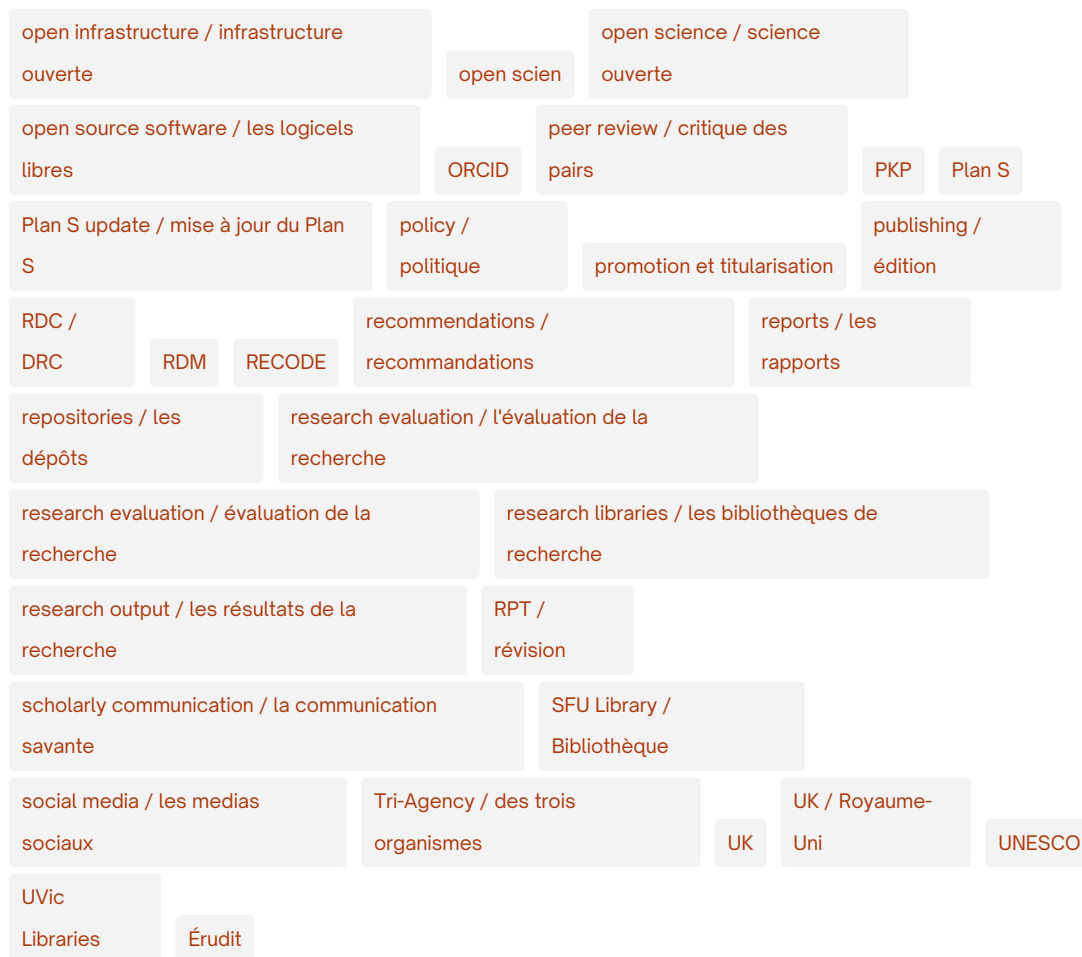 open infrastructure / infrastructure
ouverte
open scien
open science / science
ouverte
open source software / les logicels
libres
ORCID
peer review / critique des
pairs
PKP
Plan S
Plan S update / mise à jour du Plan
S
policy /
politique
promotion et titularisation
publishing /
édition
RDC /
DRC
RDM
RECODE
recommendations /
recommandations
reports / les
rapports
repositories / les
dépôts
research evaluation / l'évaluation de la
recherche
research evaluation / évaluation de la
recherche
research libraries / les bibliothèques de
recherche
research output / les résultats de la
recherche
RPT /
révision
scholarly communication / la communication
savante
SFU Library /
Bibliothèque
social media / les medias
sociaux
Tri-Agency / des trois
organismes
UK
UK / Royaume-
Uni
UNESCO
UVic
Libraries
Érudit